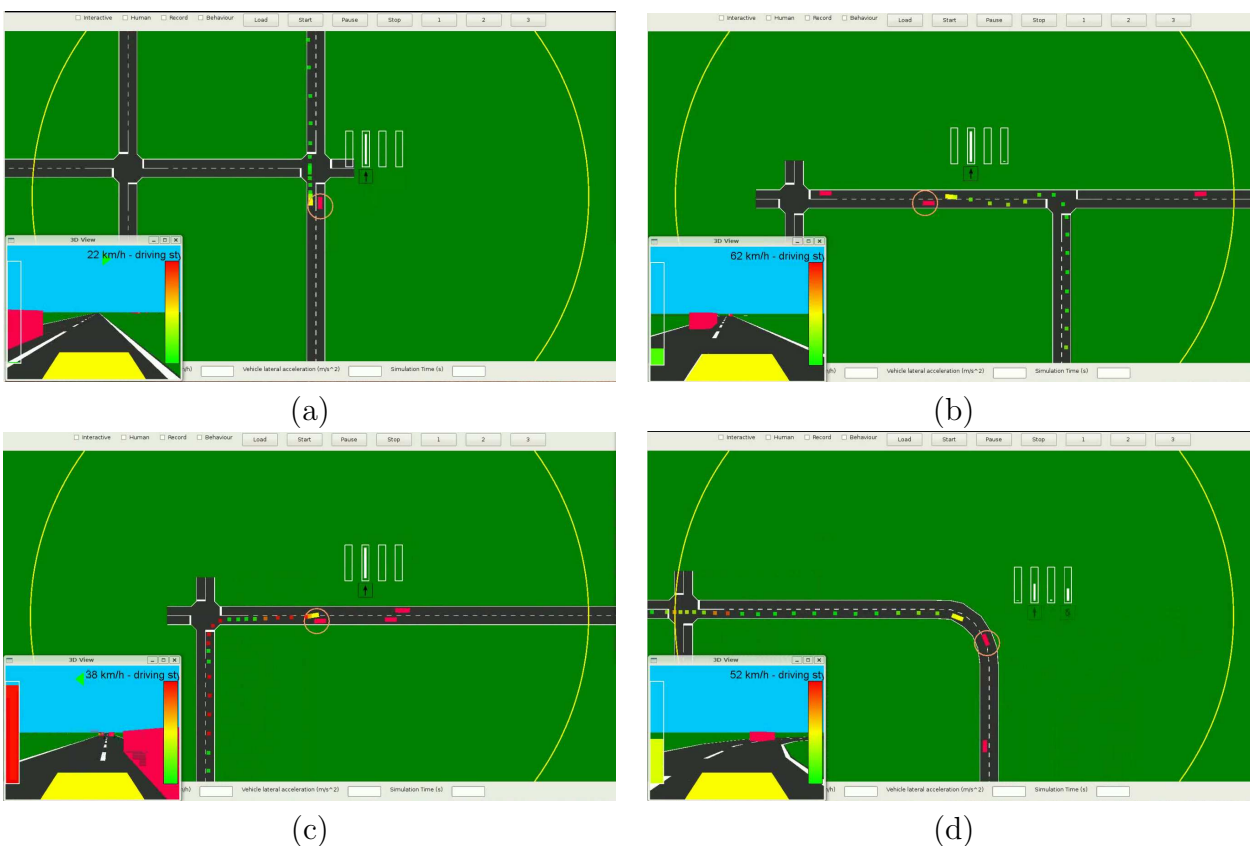 Interactive Human Record Behaviour Load Start Pause Stop 1 2 3
3D View
22 km/h - driving sty
/h) Vehicle lateral acceleration (m/s^2) Simulation Time (s)
(a)
Interactive Human Record Behaviour Load Start Pause Stop 1 2 3
3D View
62 km/h - driving sty
/h) Vehicle lateral acceleration (m/s^2) Simulation Time (s)
(b)
Interactive Human Record Behaviour Load Start Pause Stop 1 2 3
3D View
38 km/h - driving sty
/h) Vehicle lateral acceleration (m/s^2) Simulation Time (s)
(c)
Interactive Human Record Behaviour Load Start Pause Stop 1 2 3
3D View
52 km/h - driving sty
/h) Vehicle lateral acceleration (m/s^2) Simulation Time (s)
(d)